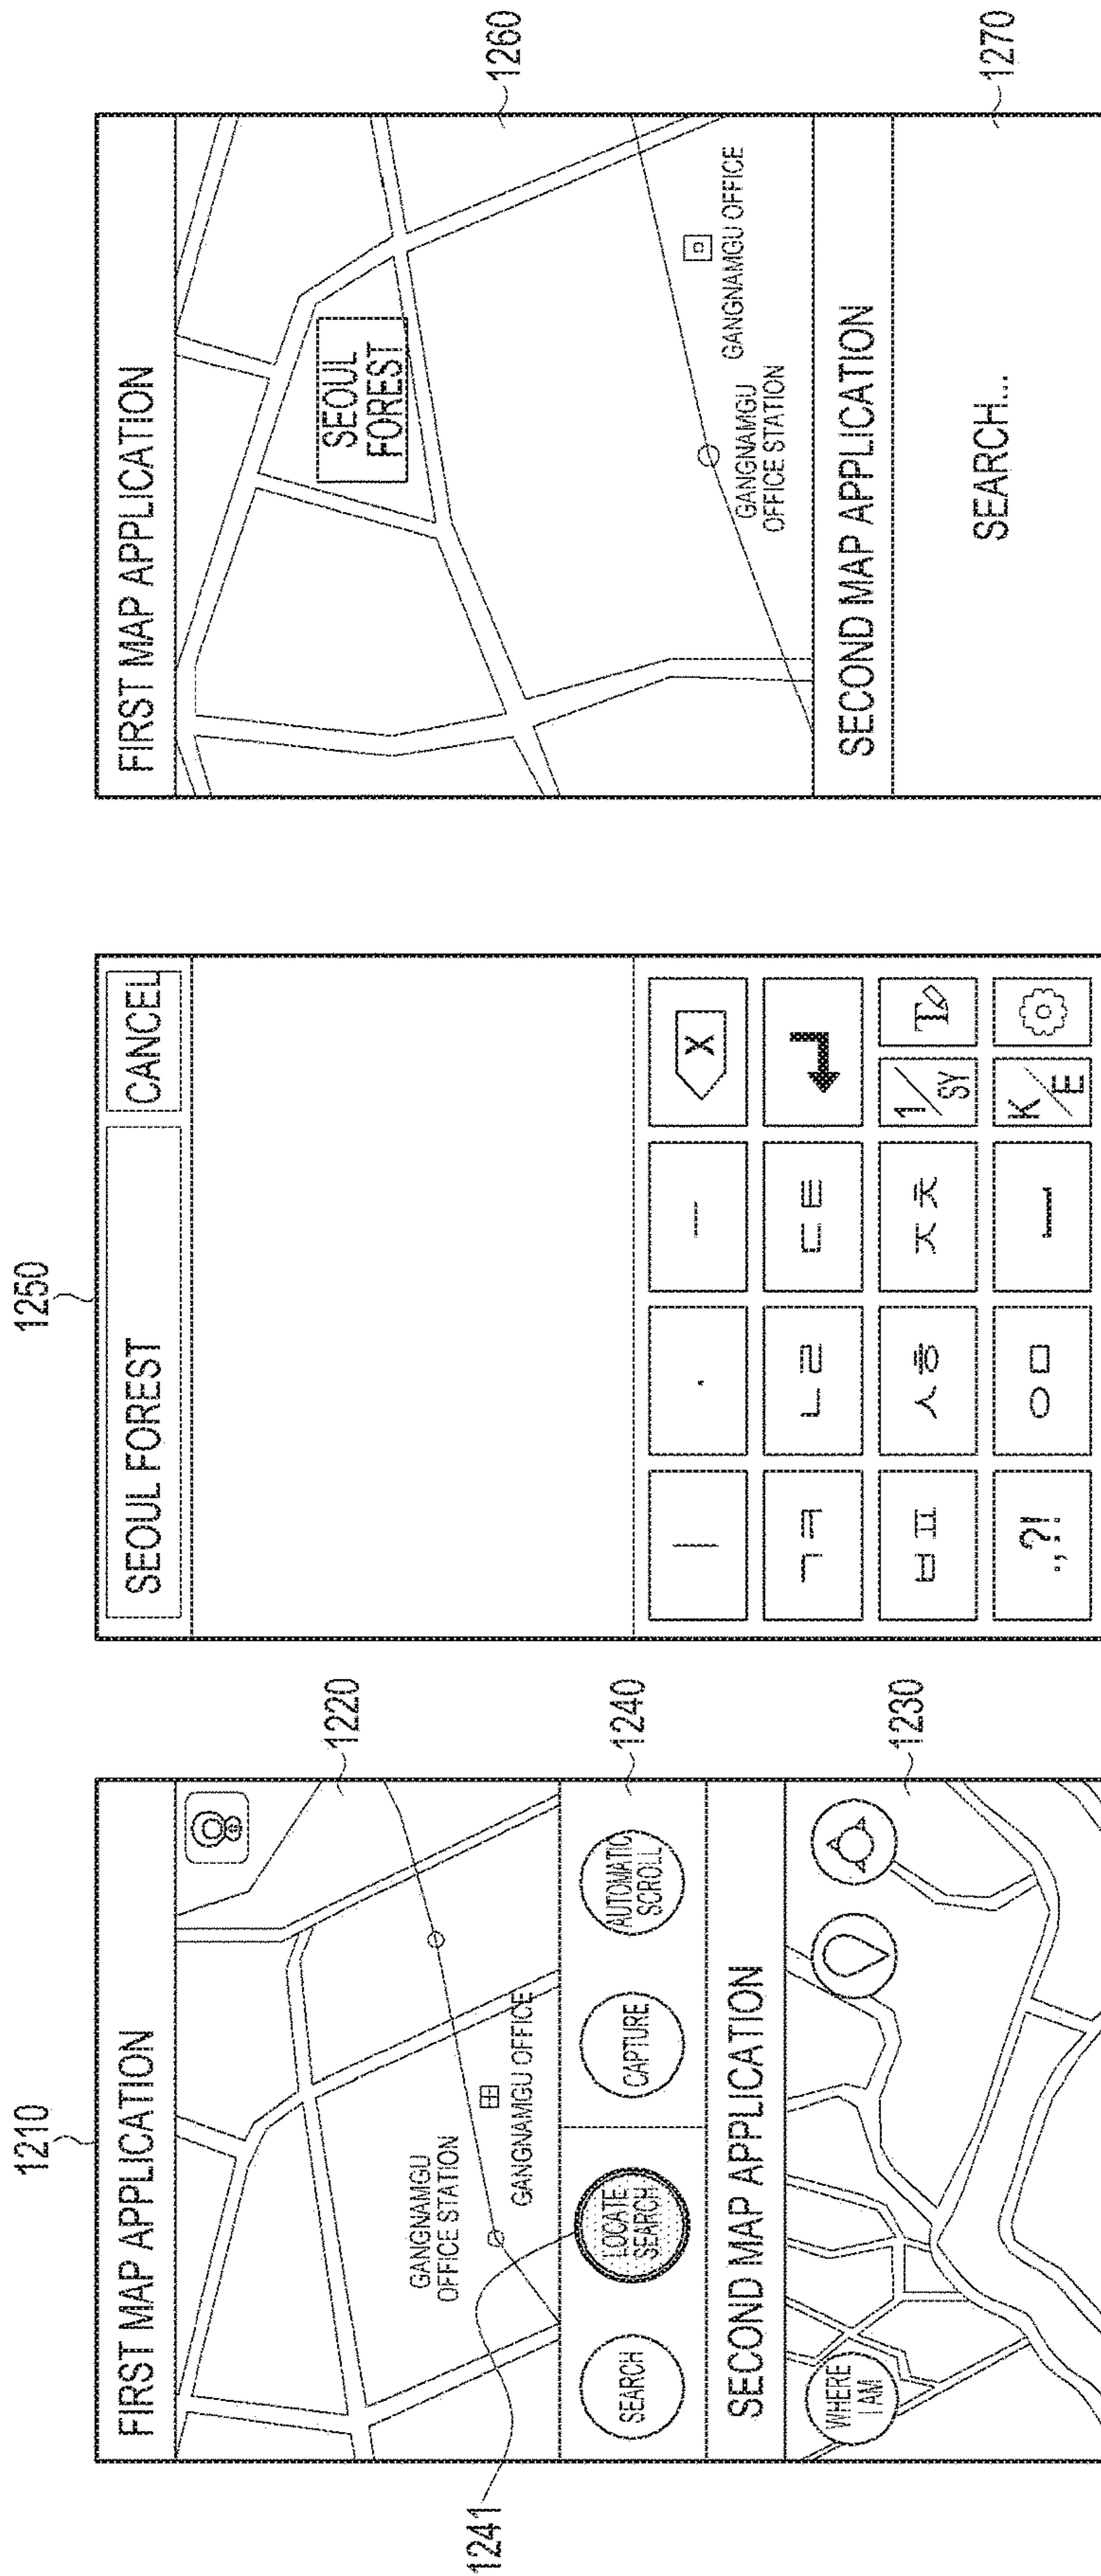 1210
FIRST MAP APPLICATION
1220
GANGNAMGU
OFFICE STATION
GANGNAMGU OFFICE
1241
SEARCH
LOCATE
SEARCH
CAPTURE
AUTOMATIC
SCROLL
1240
SECOND MAP APPLICATION
WHERE
I AM
1230
1250
SEOUL FOREST
CANCEL
ㅣ
ㆍ
ㅡ
X
ㄱㅋ
ㄴㄹ
ㄷㅌ
ㅂㅍ
ㅅㅎ
ㅈㅊ
1/SY
T
.,?!
ㅇㅁ
K/E
FIRST MAP APPLICATION
SEOUL
FOREST
1260
GANGNAMGU
OFFICE STATION
GANGNAMGU OFFICE
SECOND MAP APPLICATION
SEARCH...
1270